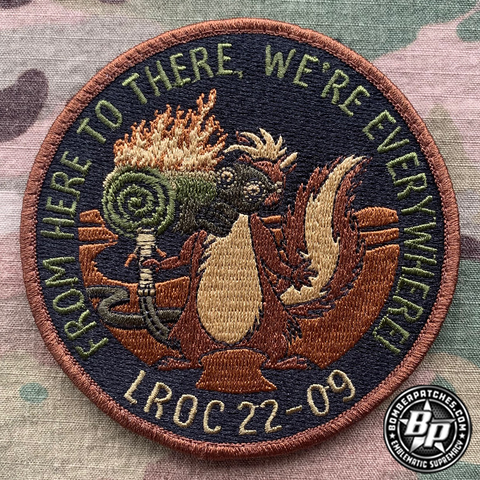 FROM HERE TO THERE, WE'RE EVERYWHERE!
LROC 22-09
BOMBERPATCHES.COM
BP
EMBLEMATIC SUPREMACY